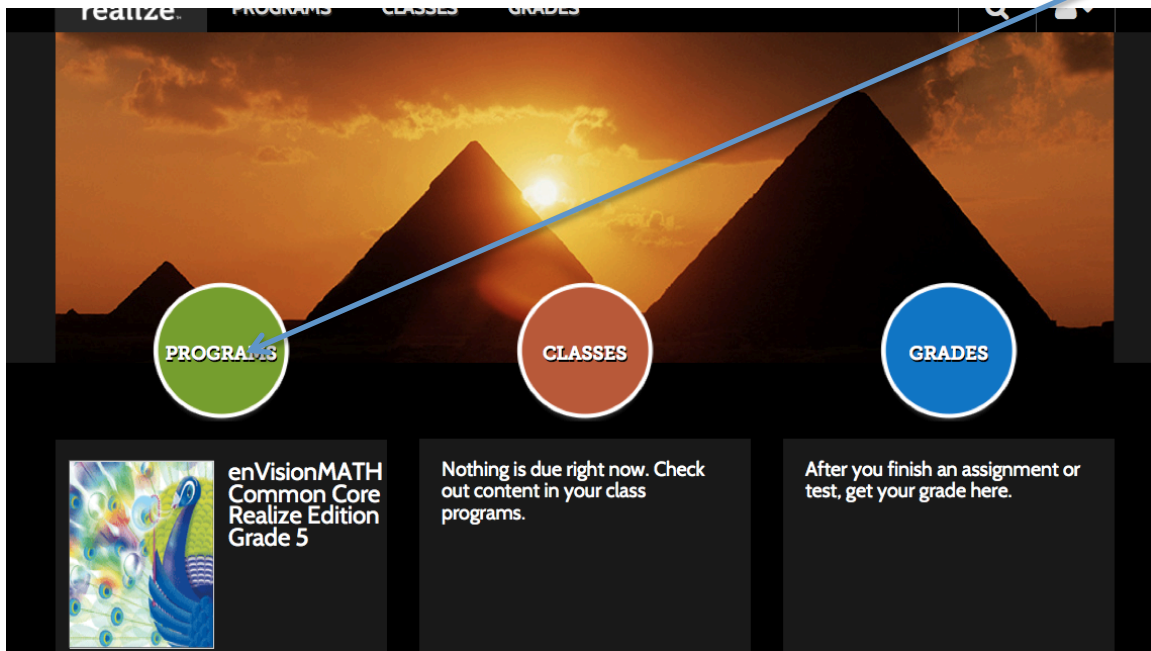 realize™ PROGRAMS CLASSES GRADES
PROGRAMS CLASSES GRADES
enVisionMATH
Common Core
Realize Edition
Grade 5
Nothing is due right now. Check
out content in your class
programs.
After you finish an assignment or
test, get your grade here.